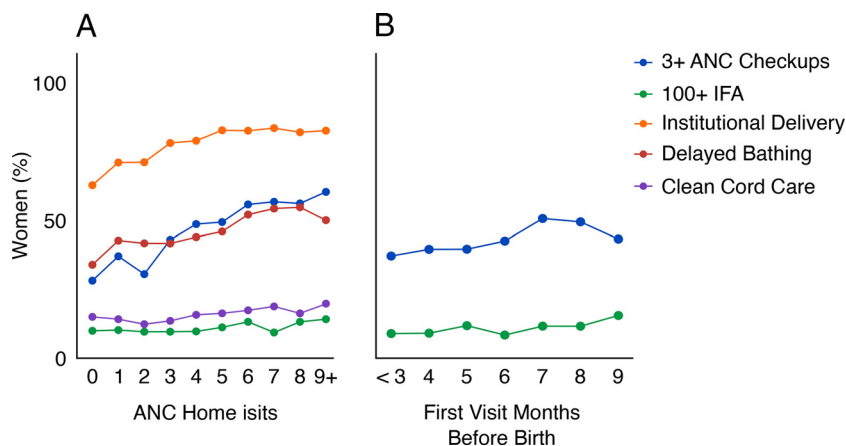 A
B
Women (%)
100
50
0
0 1 2 3 4 5 6 7 8 9+
ANC Home isits
< 3 4 5 6 7 8 9
First Visit Months
Before Birth
3+ ANC Checkups
100+ IFA
Institutional Delivery
Delayed Bathing
Clean Cord Care